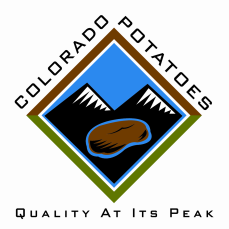 COLORADO POTATOES
QUALITY AT ITS PEAK